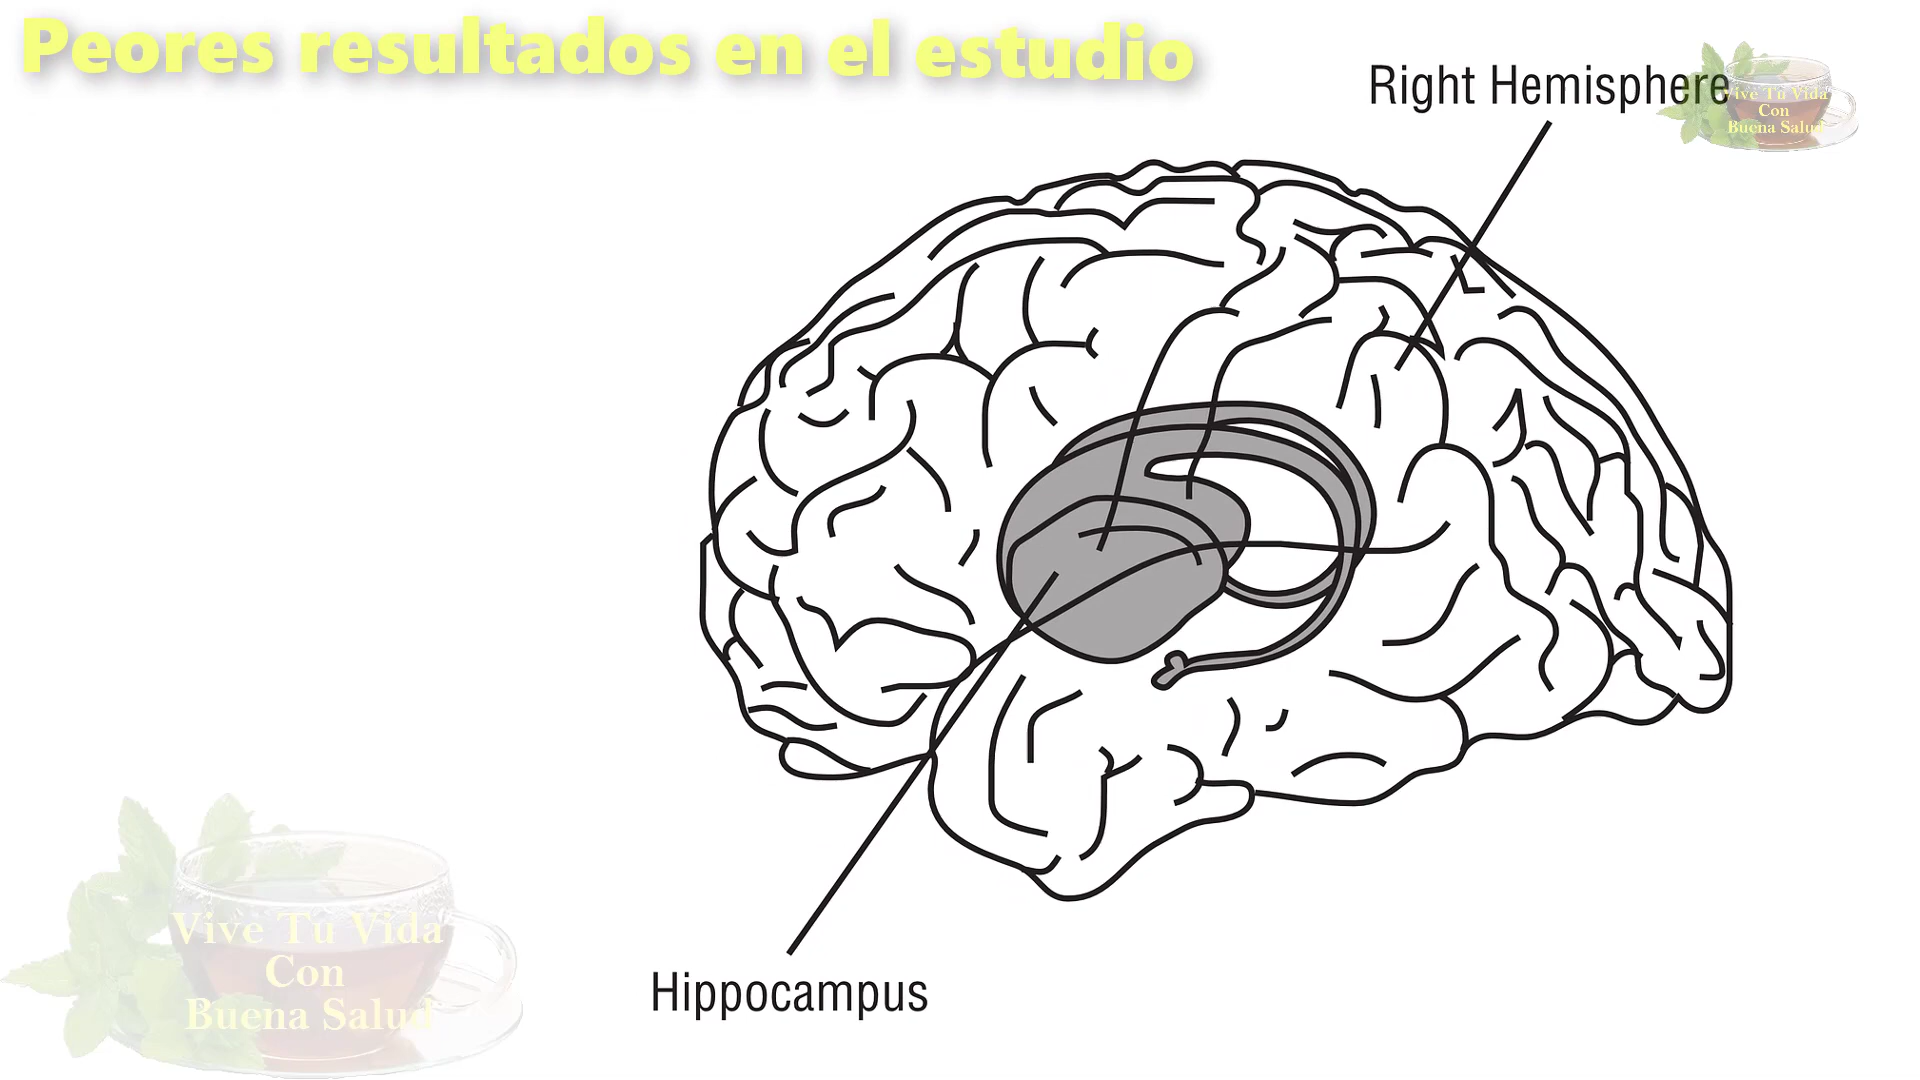 Peores resultados en el estudio
Right Hemisphere
Vive Tu Vida
Con
Buena Salud
Hippocampus
Vive Tu Vida
Con
Buena Salud